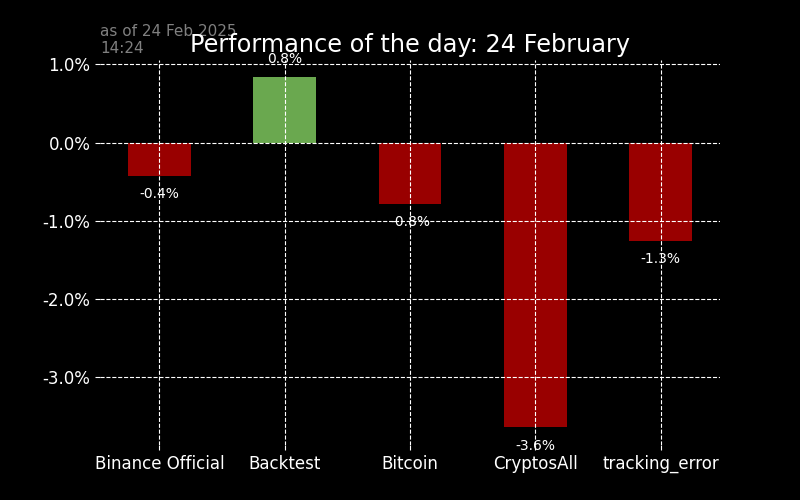 as of 24 Feb 2025
14:24
Performance of the day: 24 February
1.0%
0.0%
-1.0%
-2.0%
-3.0%
-0.4%
0.8%
-0.8%
-3.6%
-1.3%
Binance Official
Backtest
Bitcoin
CryptosAll
tracking_error